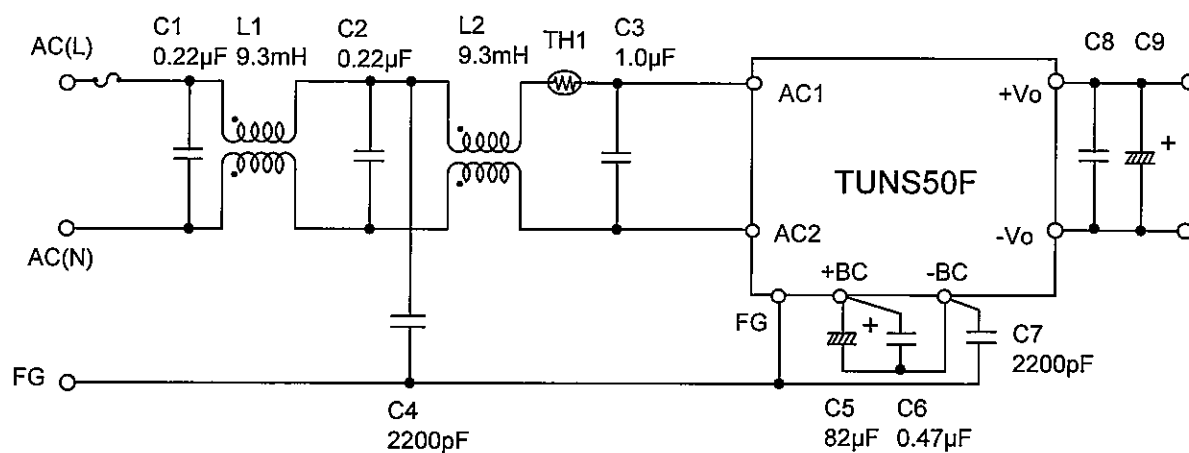 C1
0.22µF
L1
9.3mH
C2
0.22µF
L2
9.3mH
TH1
C3
1.0µF
C8
C9
AC(L)
AC1
+Vo
TUNS50F
AC2
-Vo
AC(N)
+BC
-BC
FG
+
+
C7
2200pF
FG
C4
2200pF
C5
82µF
C6
0.47µF